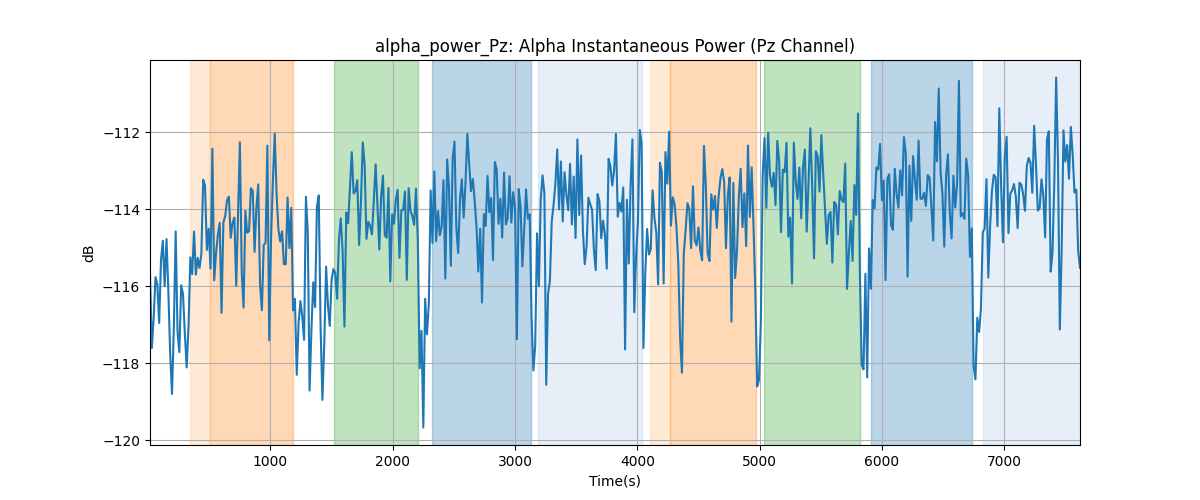 alpha_power_Pz: Alpha Instantaneous Power (Pz Channel)
−112
−114
−116
−118
−120
dB
1000 2000 3000 4000 5000 6000 7000
Time(s)